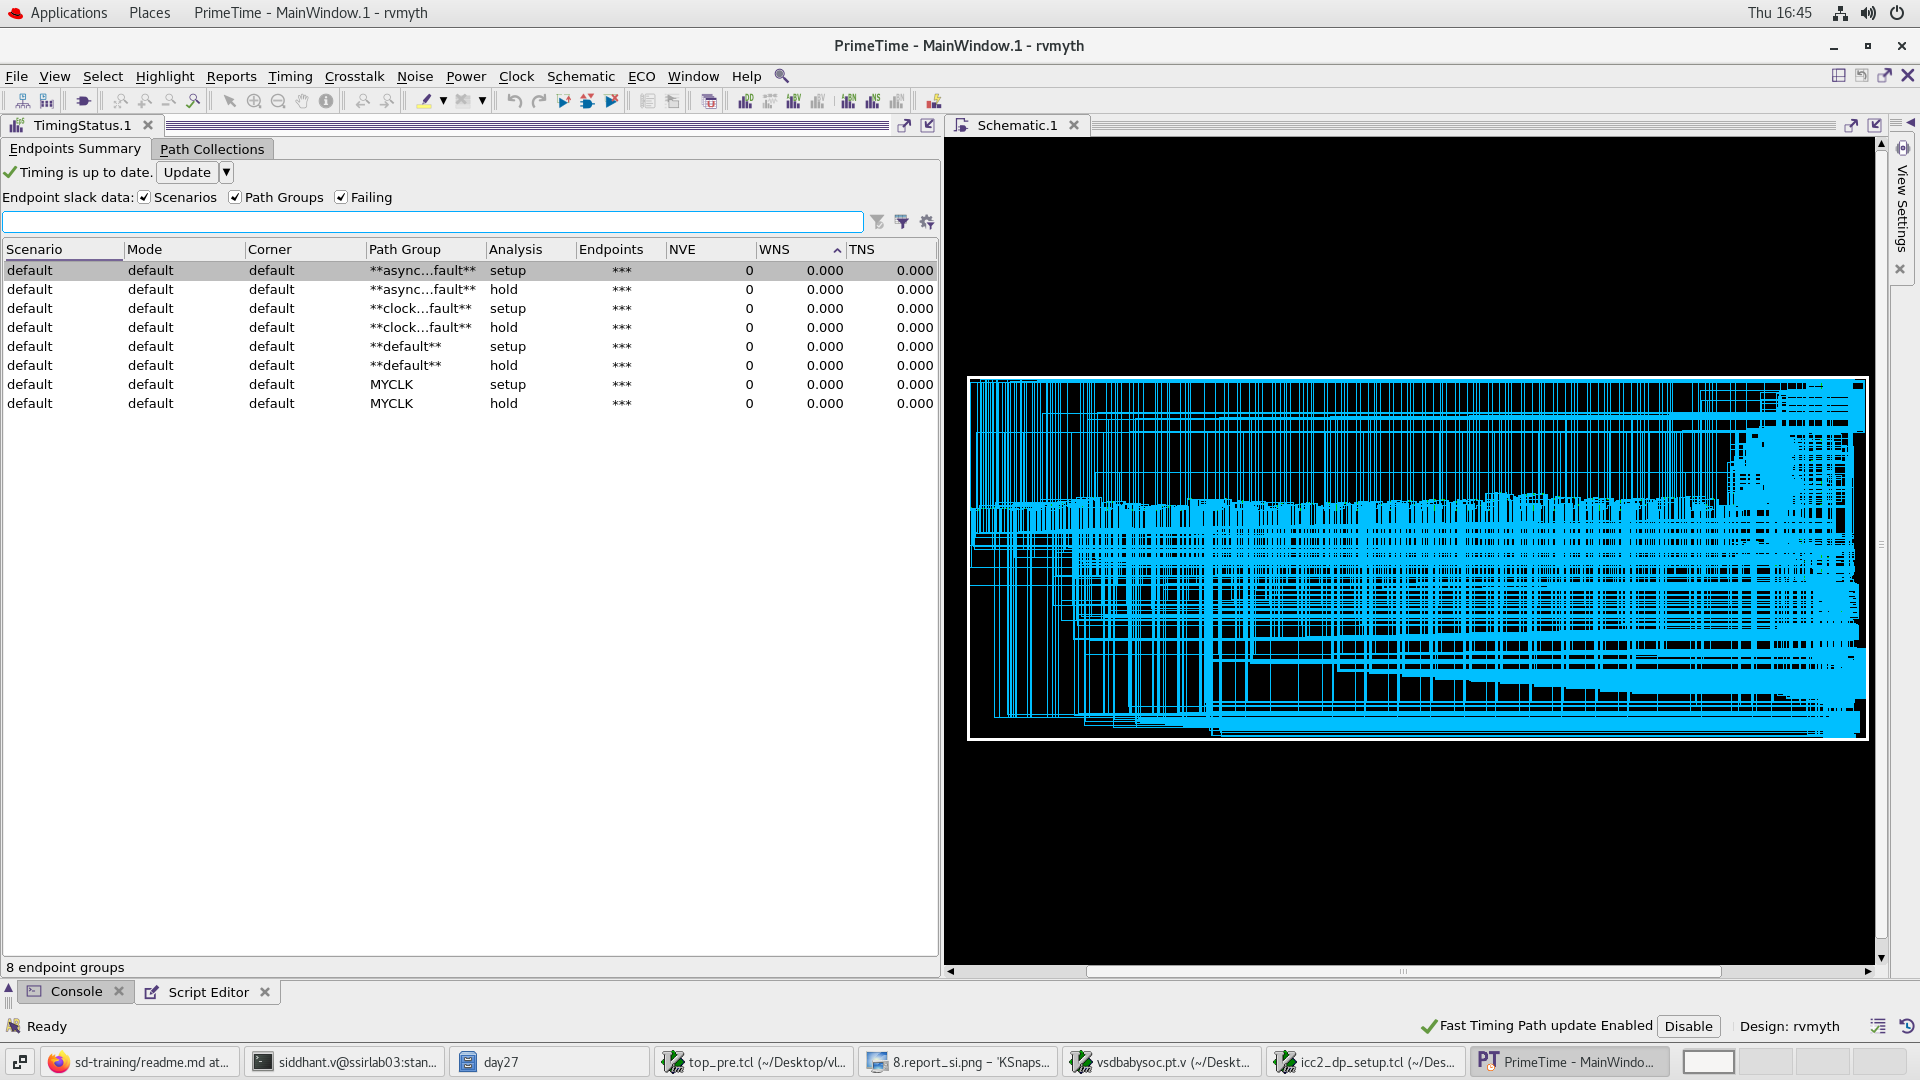 Applications Places PrimeTime - MainWindow.1 - rvmyth Thu 16:45
PrimeTime - MainWindow.1 - rvmyth
File View Select Highlight Reports Timing Crosstalk Noise Power Clock Schematic ECO Window Help
TimingStatus.1 Schematic.1
Endpoints Summary Path Collections
Timing is up to date. Update
Endpoint slack data: Scenarios Path Groups Failing
Scenario Mode Corner Path Group Analysis Endpoints NVE WNS TNS
default default default **async...fault** setup *** 0 0.000 0.000
default default default **async...fault** hold *** 0 0.000 0.000
default default default **clock...fault** setup *** 0 0.000 0.000
default default default **clock...fault** hold *** 0 0.000 0.000
default default default **default** setup *** 0 0.000 0.000
default default default **default** hold *** 0 0.000 0.000
default default default MYCLK setup *** 0 0.000 0.000
default default default MYCLK hold *** 0 0.000 0.000
8 endpoint groups
View Settings
Console Script Editor
Ready Fast Timing Path update Enabled Disable Design: rvmyth
sd-training/readme.md at... siddhant.v@ssirlab03:stan... day27 top_pre.tcl (~/Desktop/vl... 8.report_si.png – 'KSnaps... vsdbabysoc.pt.v (~/Deskt... icc2_dp_setup.tcl (~/Des... PrimeTime - MainWindo...